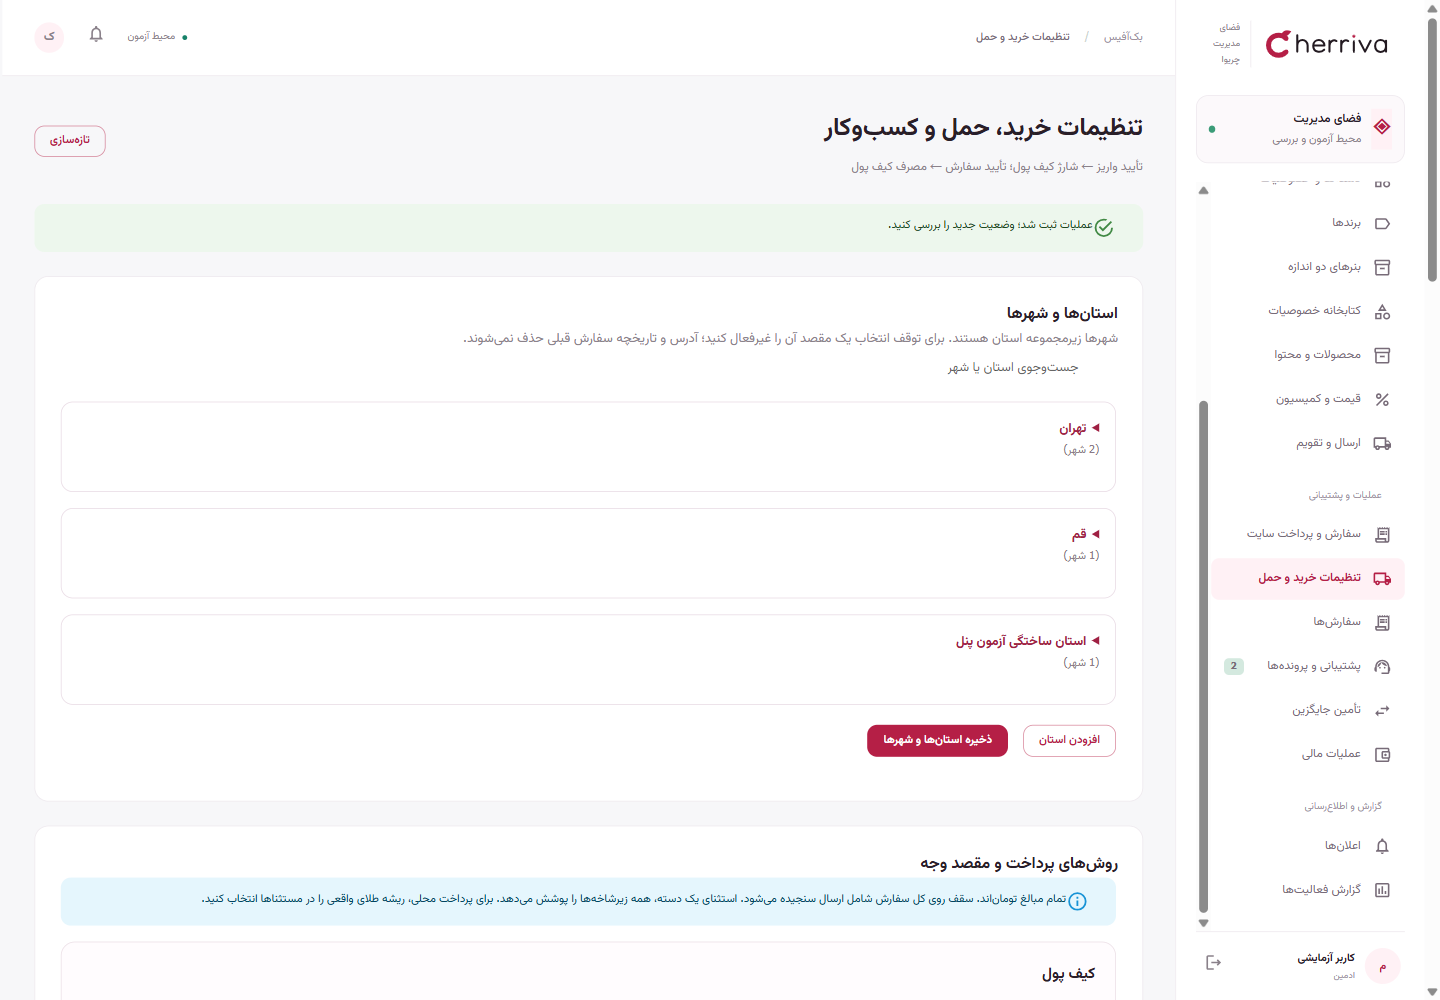 herriva
فضای
مدیریت
چریوا
فضای مدیریت
محیط آزمون و بررسی
برندها
بنرهای دو اندازه
کتابخانه خصوصیات
محصولات و محتوا
قیمت و کمیسیون
ارسال و تقویم
عملیات و پشتیبانی
سفارش و پرداخت سایت
تنظیمات خرید و حمل
سفارش‌ها
پشتیبانی و پرونده‌ها
2
تأمین جایگزین
عملیات مالی
گزارش و اطلاع‌رسانی
اعلان‌ها
گزارش فعالیت‌ها
م
کاربر آزمایشی
ادمین
بک‌آفیس / تنظیمات خرید و حمل
محیط آزمون
ک
تنظیمات خرید، حمل و کسب‌وکار
تأیید واریز ← شارژ کیف پول؛ تأیید سفارش ← مصرف کیف پول
تازه‌سازی
عملیات ثبت شد؛ وضعیت جدید را بررسی کنید.
استان‌ها و شهرها
شهرها زیرمجموعه استان هستند. برای توقف انتخاب یک مقصد آن را غیرفعال کنید؛ آدرس و تاریخچه سفارش قبلی حذف نمی‌شوند.
جست‌وجوی استان یا شهر
تهران
(2 شهر)
قم
(1 شهر)
استان ساختگی آزمون پنل
(1 شهر)
افزودن استان
ذخیره استان‌ها و شهرها
روش‌های پرداخت و مقصد وجه
تمام مبالغ تومان‌اند. سقف روی کل سفارش شامل ارسال سنجیده می‌شود. استثنای یک دسته، همه زیرشاخه‌ها را پوشش می‌دهد. برای پرداخت محلی، ریشه طلای واقعی را در مستثناها انتخاب کنید.
کیف پول